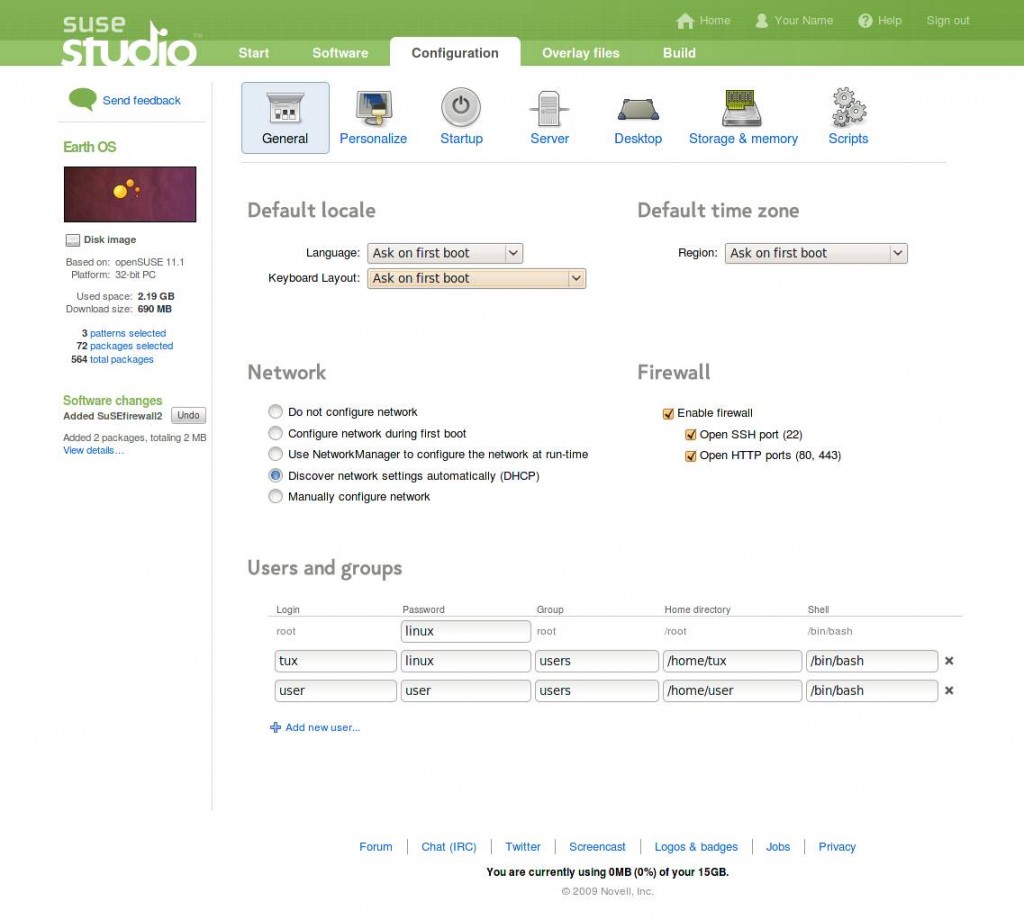 suse studio™
Home Your Name Help Sign out
Start Software Configuration Overlay files Build
Send feedback
General Personalize Startup Server Desktop Storage & memory Scripts
Earth OS
Disk image
Based on: openSUSE 11.1
Platform: 32-bit PC
Used space: 2.19 GB
Download size: 690 MB
3 patterns selected
72 packages selected
564 total packages
Software changes
Added SuSEfirewall2 Undo
Added 2 packages, totaling 2 MB
View details...
Default locale
Language: Ask on first boot
Keyboard Layout: Ask on first boot
Default time zone
Region: Ask on first boot
Network
Do not configure network
Configure network during first boot
Use NetworkManager to configure the network at run-time
Discover network settings automatically (DHCP)
Manually configure network
Firewall
Enable firewall
Open SSH port (22)
Open HTTP ports (80, 443)
Users and groups
Login Password Group Home directory Shell
root linux root /root /bin/bash
tux linux users /home/tux /bin/bash
user user users /home/user /bin/bash
Add new user...
Forum Chat (IRC) Twitter Screencast Logos & badges Jobs Privacy
You are currently using 0MB (0%) of your 15GB.
© 2009 Novell, Inc.